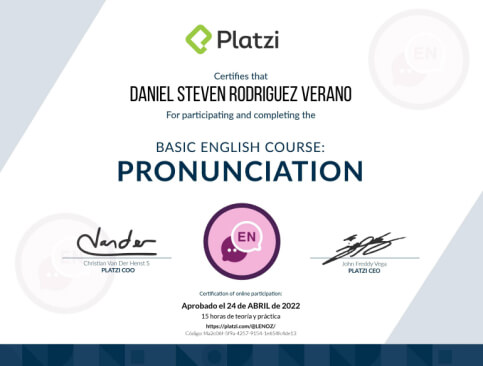 Platzi
EN
Certifies that
DANIEL STEVEN RODRIGUEZ VERANO
For participating and completing the
BASIC ENGLISH COURSE:
PRONUNCIATION
EN
Christian Van Der Henst S
PLATZI COO
John Freddy Vega
PLATZI CEO
Certification of online participation:
Aprobado el 24 de ABRIL de 2022
15 horas de teoría y práctica
https://platzi.com/@LENOZ/
Código: